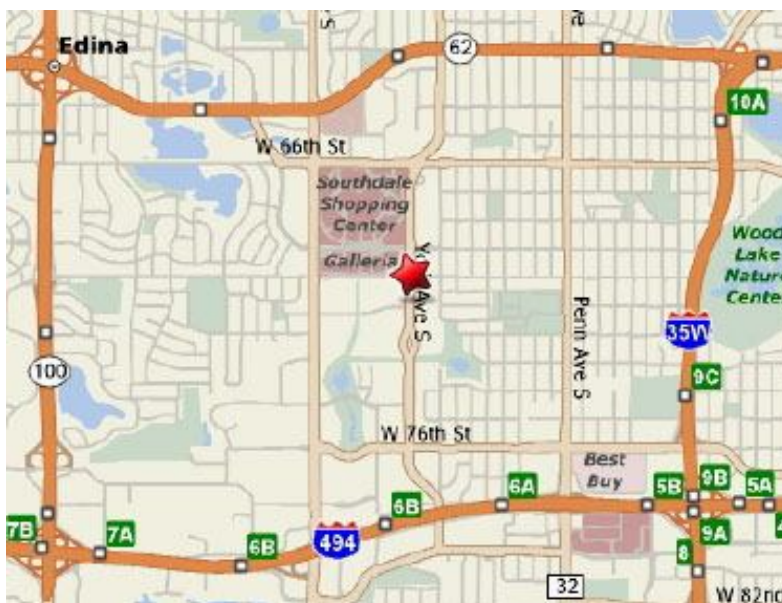 Edina
62
10A
W 66th St
Southdale
Shopping
Center
Galleria
Ave S
Penn Ave S
Wood
Lake
Nature
Center
35W
100
9C
W 76th St
Best
Buy
6A
5B
9B
5A
6B
7B
7A
6B
494
9A
8
32
W 82nd